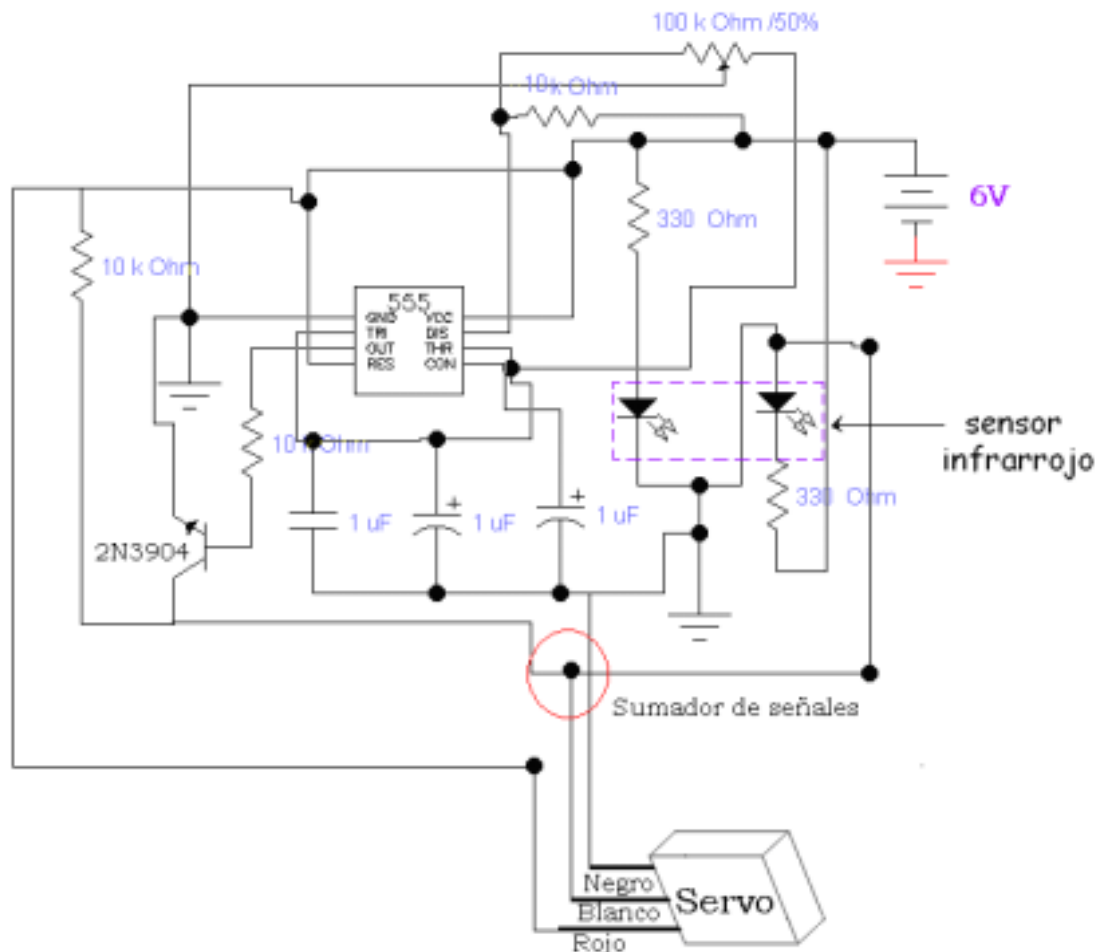 100 k Ohm /50%
10k Ohm
6V
330 Ohm
10 k Ohm
555
GND VCC
TRI DIS
OUT THR
RES CON
sensor
infrarrojo
10 k Ohm
330 Ohm
+ + 
1 uF 1 uF 1 uF
2N3904
Sumador de señales
Negro
Servo
Blanco
Rojo